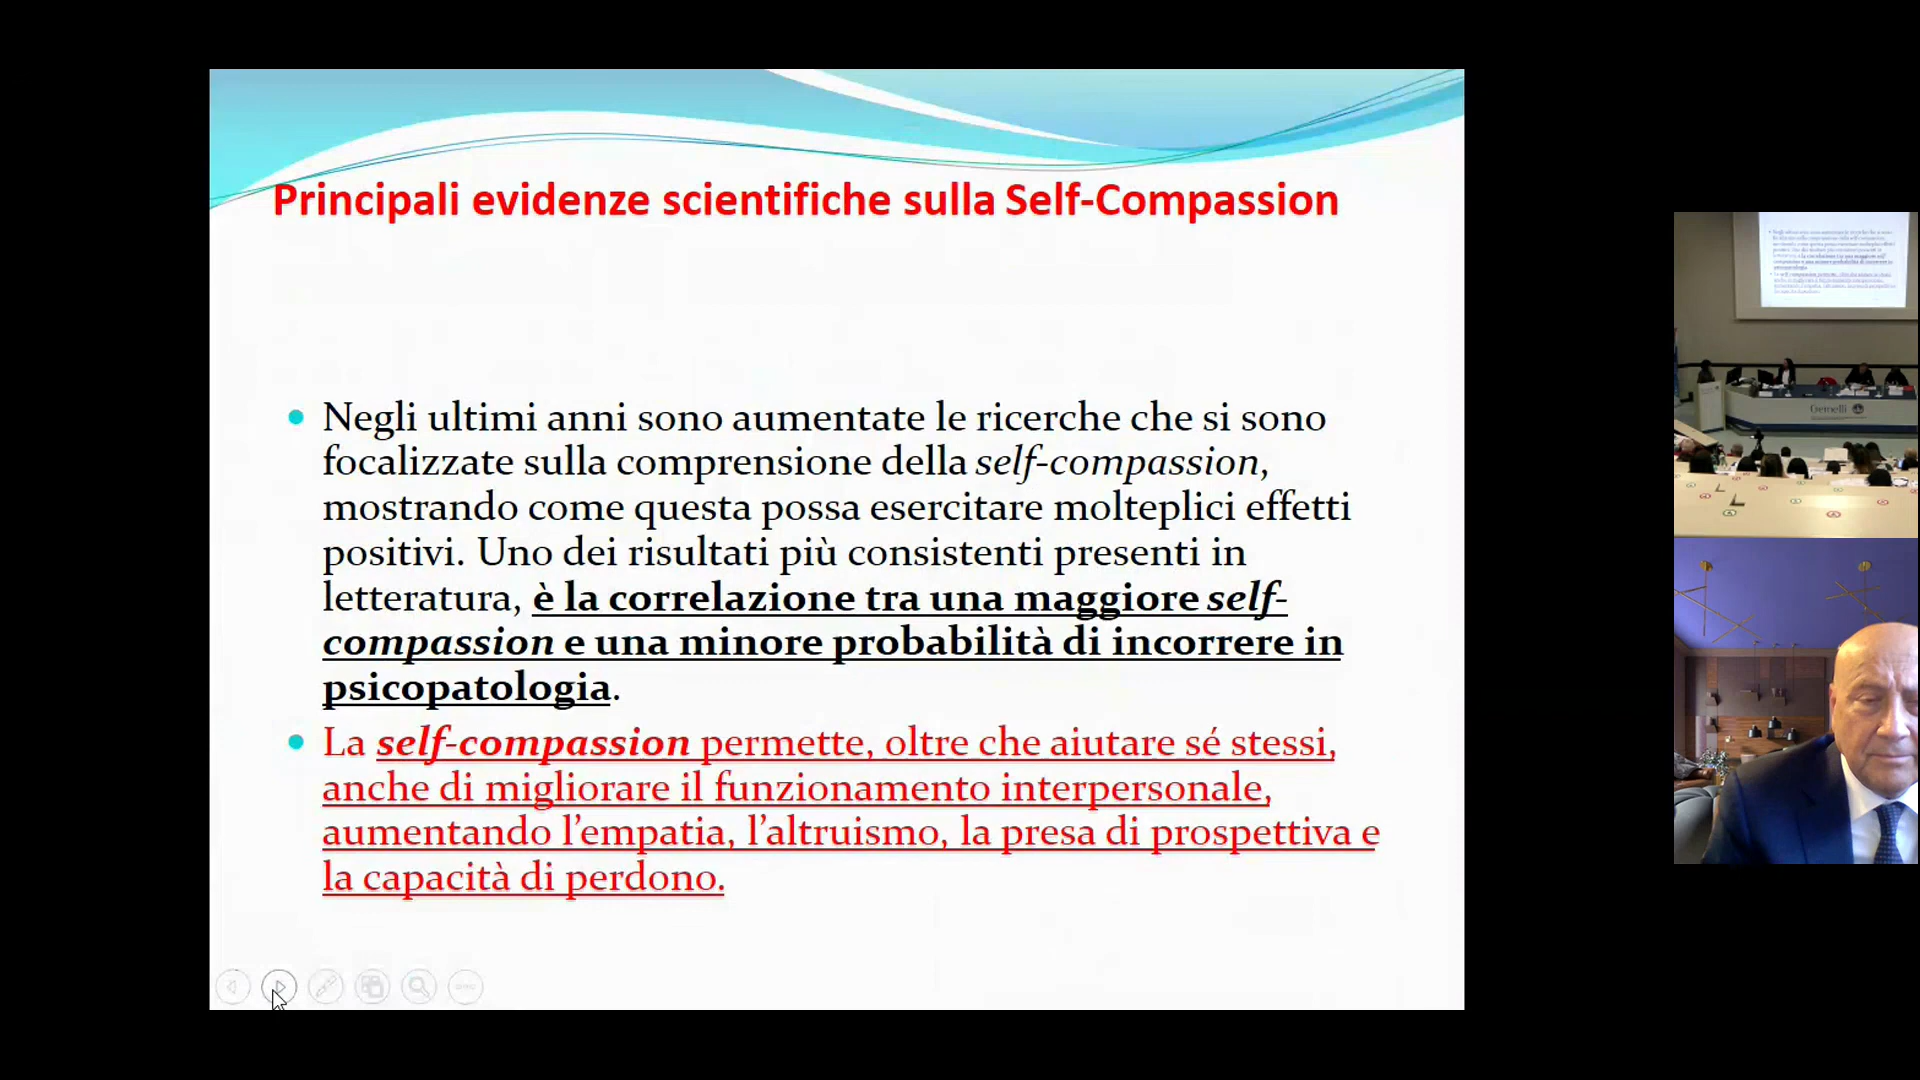 Principali evidenze scientifiche sulla Self-Compassion
Negli ultimi anni sono aumentate le ricerche che si sono
focalizzate sulla comprensione della self-compassion,
mostrando come questa possa esercitare molteplici effetti
positivi. Uno dei risultati più consistenti presenti in
letteratura, è la correlazione tra una maggiore self-
compassion e una minore probabilità di incorrere in
psicopatologia.
La self-compassion permette, oltre che aiutare sé stessi,
anche di migliorare il funzionamento interpersonale,
aumentando l’empatia, l’altruismo, la presa di prospettiva e
la capacità di perdono.
Gemelli